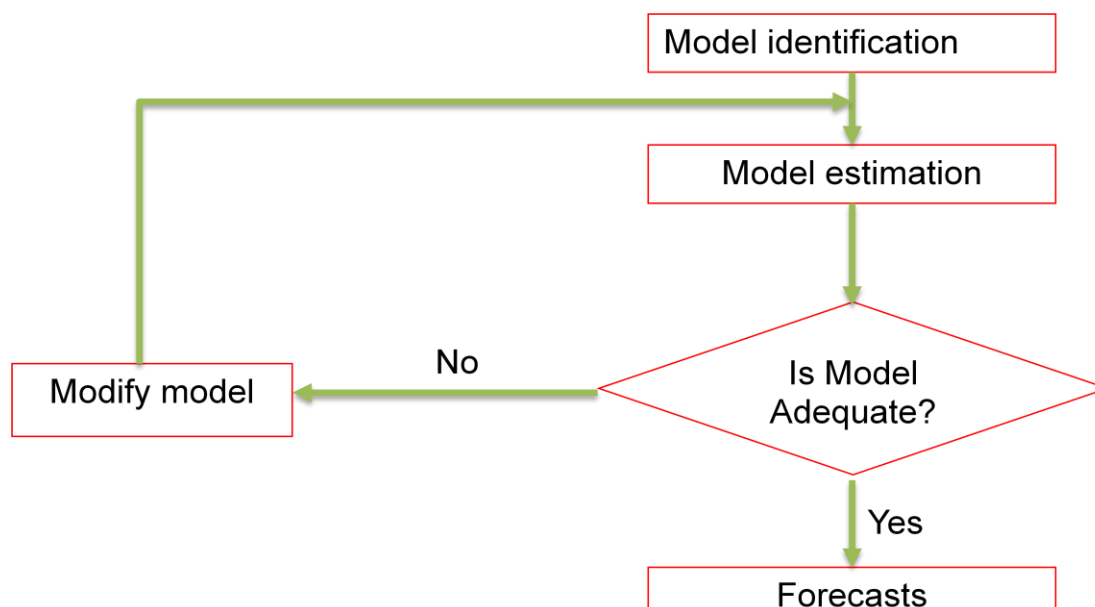 Model identification
Model estimation
Is Model
Adequate?
No
Modify model
Yes
Forecasts